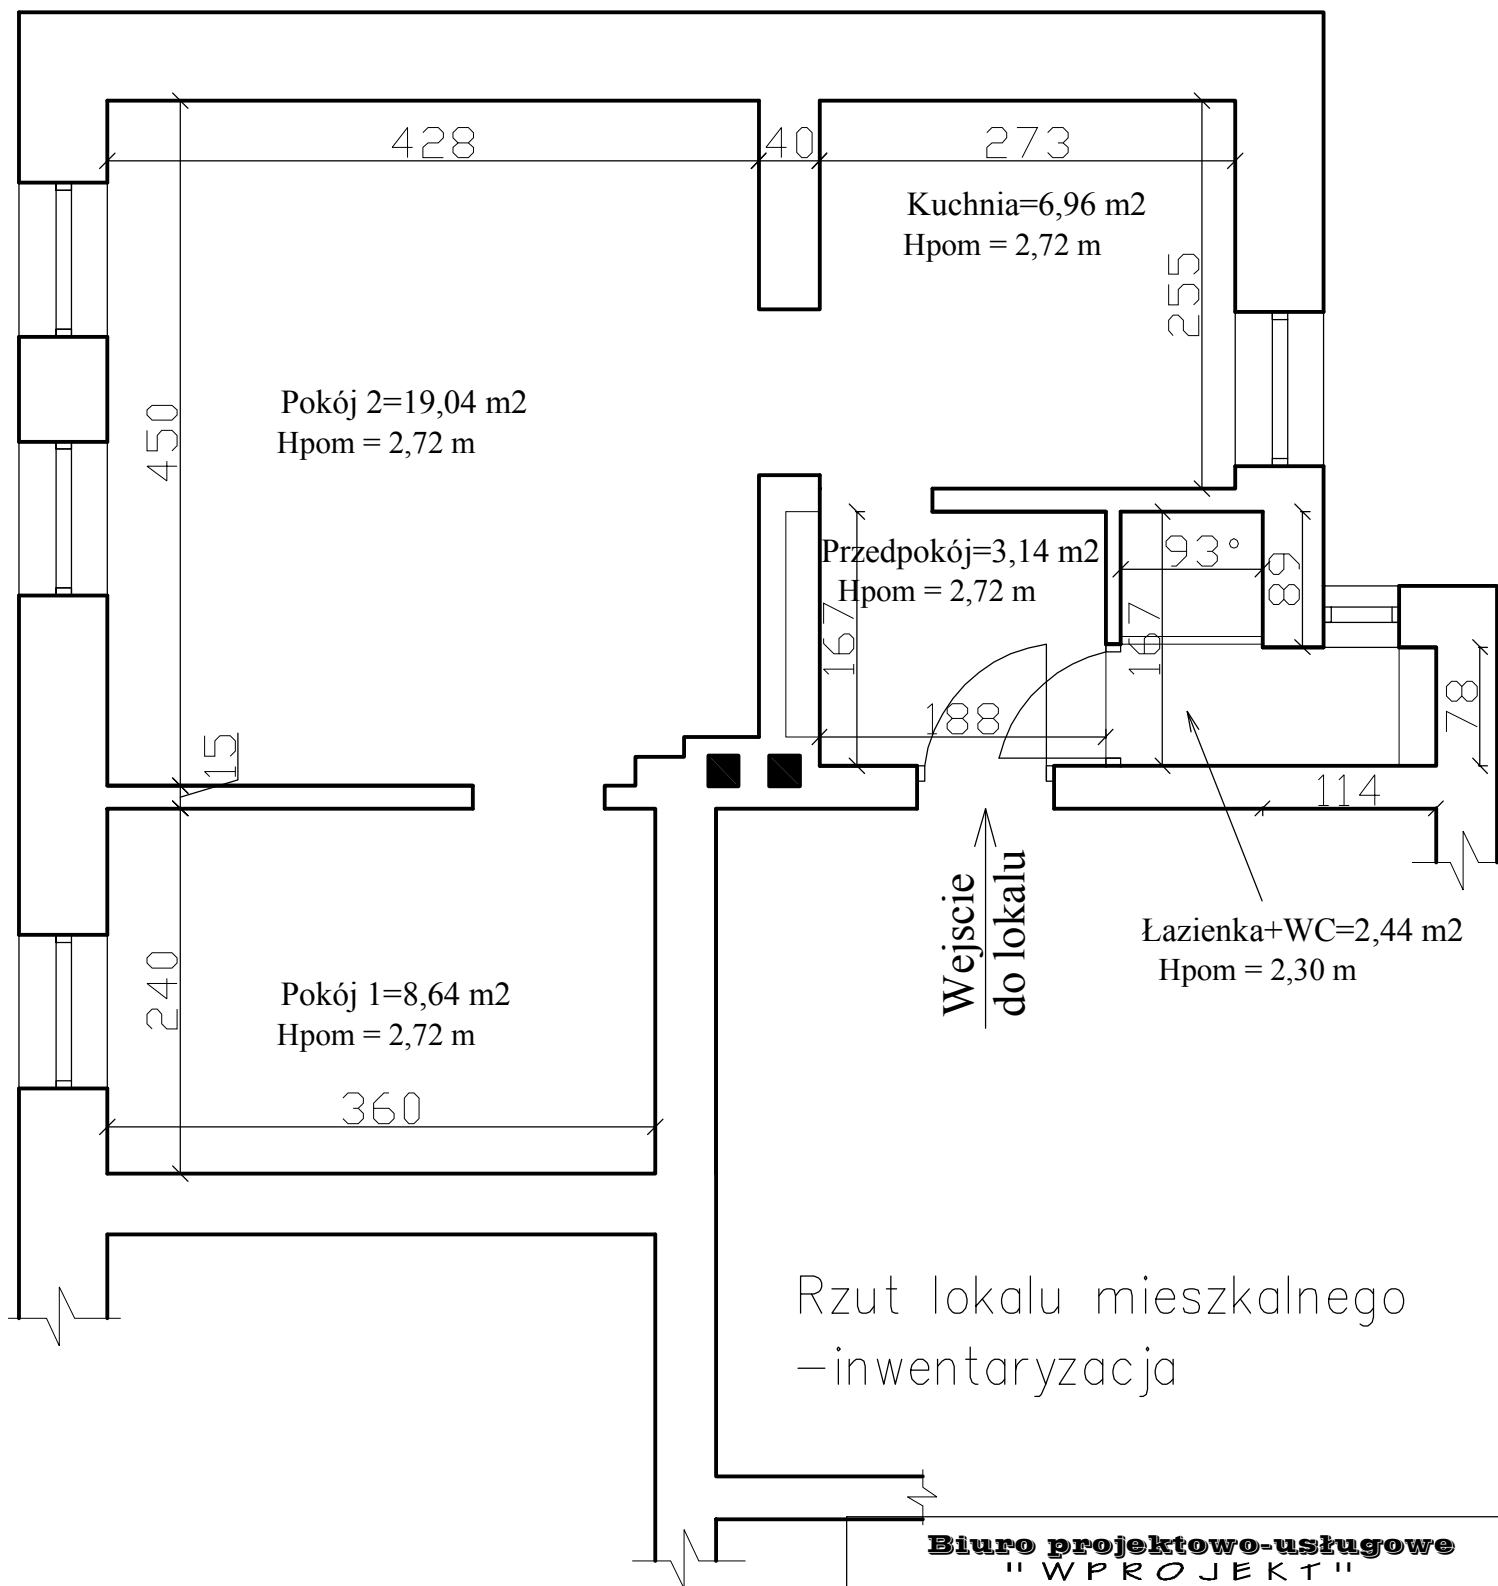 428
40
273
Kuchnia=6,96 m2
Hpom = 2,72 m
255
Pokój 2=19,04 m2
Hpom = 2,72 m
450
Przedpokój=3,14 m2
Hpom = 2,72 m
93°
89
167
167
78
188
15
114
Wejscie
do lokalu
Łazienka+WC=2,44 m2
Hpom = 2,30 m
240
Pokój 1=8,64 m2
Hpom = 2,72 m
360
Rzut lokalu mieszkalnego
-inwentaryzacja
Biuro projektowo-usługowe
"WPROJEKT"